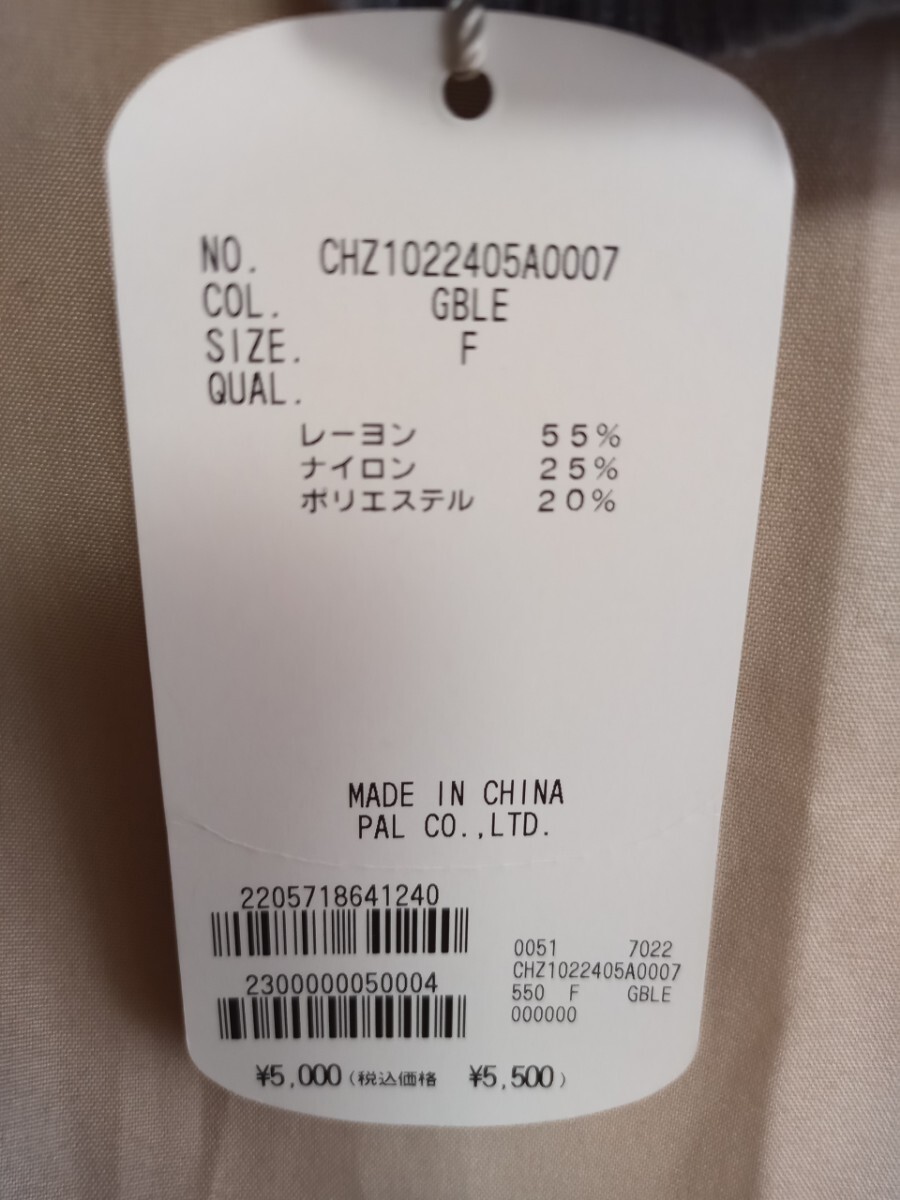 NO. CHZ1022405A0007
COL. GBLE
SIZE. F
QUAL.
レーヨン 55%
ナイロン 25%
ポリエステル 20%
MADE IN CHINA
PAL CO.,LTD.
2205718641240
2300000050004
0051 7022
CHZ1022405A0007
550 F GBLE
000000
¥5,000(税込価格 ¥5,500)